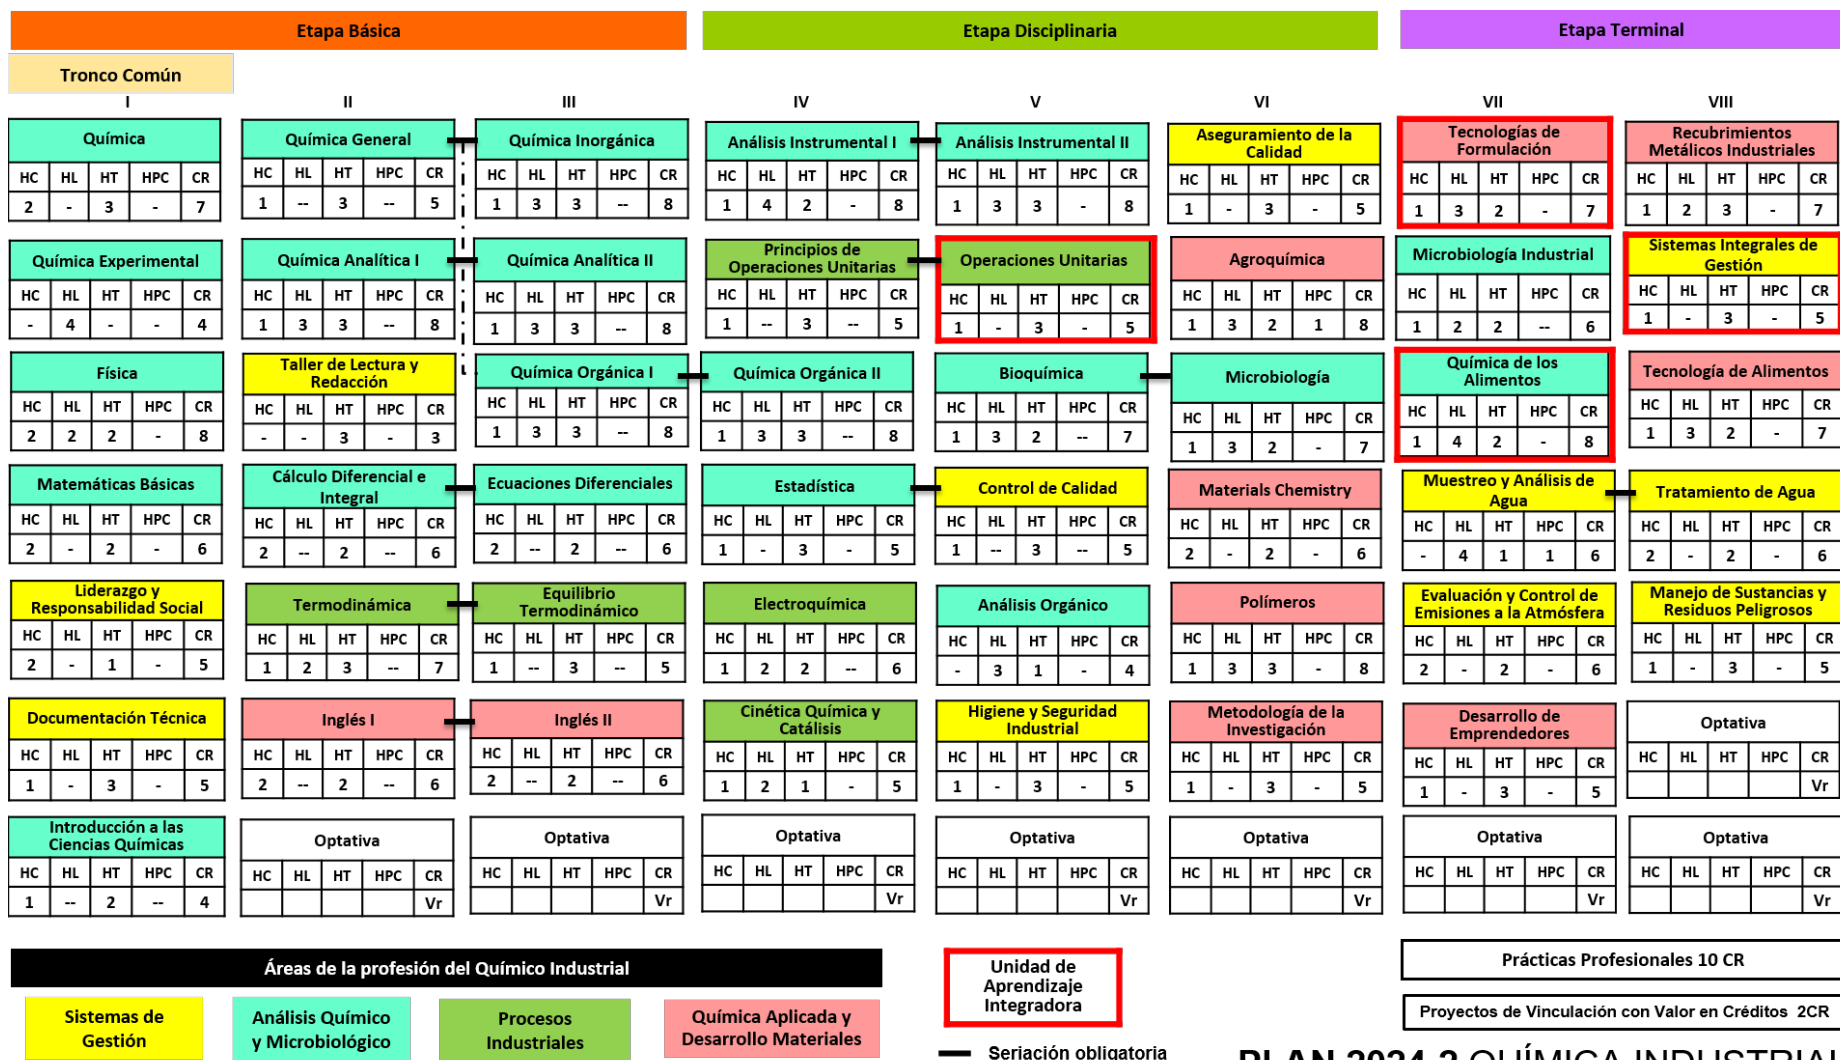 Etapa Básica
Etapa Disciplinaria
Etapa Terminal
Tronco Común
I
II
III
IV
V
VI
VII
VIII
Química
HC HL HT HPC CR
2 - 3 - 7
Química General
HC HL HT HPC CR
1 -- 3 -- 5
Química Inorgánica
HC HL HT HPC CR
1 3 3 -- 8
Análisis Instrumental I
HC HL HT HPC CR
1 4 2 - 8
Análisis Instrumental II
HC HL HT HPC CR
1 3 3 - 8
Aseguramiento de la
Calidad
HC HL HT HPC CR
1 - 3 - 5
Tecnologías de
Formulación
HC HL HT HPC CR
1 3 2 - 7
Recubrimientos
Metálicos Industriales
HC HL HT HPC CR
1 2 3 - 7
Química Experimental
HC HL HT HPC CR
- 4 - - 4
Química Analítica I
HC HL HT HPC CR
1 3 3 -- 8
Química Analítica II
HC HL HT HPC CR
1 3 3 -- 8
Principios de
Operaciones Unitarias
HC HL HT HPC CR
1 -- 3 -- 5
Operaciones Unitarias
HC HL HT HPC CR
1 - 3 - 5
Agroquímica
HC HL HT HPC CR
1 3 2 1 8
Microbiología Industrial
HC HL HT HPC CR
1 2 2 -- 6
Sistemas Integrales de
Gestión
HC HL HT HPC CR
1 - 3 - 5
Física
HC HL HT HPC CR
2 2 2 - 8
Taller de Lectura y
Redacción
HC HL HT HPC CR
- - 3 - 3
Química Orgánica I
HC HL HT HPC CR
1 3 3 -- 8
Química Orgánica II
HC HL HT HPC CR
1 3 3 -- 8
Bioquímica
HC HL HT HPC CR
1 3 2 -- 7
Microbiología
HC HL HT HPC CR
1 3 2 - 7
Química de los
Alimentos
HC HL HT HPC CR
1 4 2 - 8
Tecnología de Alimentos
HC HL HT HPC CR
1 3 2 - 7
Matemáticas Básicas
HC HL HT HPC CR
2 - 2 - 6
Cálculo Diferencial e
Integral
HC HL HT HPC CR
2 -- 2 -- 6
Ecuaciones Diferenciales
HC HL HT HPC CR
2 -- 2 -- 6
Estadística
HC HL HT HPC CR
1 - 3 - 5
Control de Calidad
HC HL HT HPC CR
1 -- 3 -- 5
Materials Chemistry
HC HL HT HPC CR
2 - 2 - 6
Muestreo y Análisis de
Agua
HC HL HT HPC CR
- 4 1 1 6
Tratamiento de Agua
HC HL HT HPC CR
2 - 2 - 6
Liderazgo y
Responsabilidad Social
HC HL HT HPC CR
2 - 1 - 5
Termodinámica
HC HL HT HPC CR
1 2 3 -- 7
Equilibrio
Termodinámico
HC HL HT HPC CR
1 -- 3 -- 5
Electroquímica
HC HL HT HPC CR
1 2 2 -- 6
Análisis Orgánico
HC HL HT HPC CR
- 3 1 - 4
Polímeros
HC HL HT HPC CR
1 3 3 - 8
Evaluación y Control de
Emisiones a la Atmósfera
HC HL HT HPC CR
2 - 2 - 6
Manejo de Sustancias y
Residuos Peligrosos
HC HL HT HPC CR
1 - 3 - 5
Documentación Técnica
HC HL HT HPC CR
1 - 3 - 5
Inglés I
HC HL HT HPC CR
2 -- 2 -- 6
Inglés II
HC HL HT HPC CR
2 -- 2 -- 6
Cinética Química y
Catálisis
HC HL HT HPC CR
1 2 1 - 5
Higiene y Seguridad
Industrial
HC HL HT HPC CR
1 - 3 - 5
Metodología de la
Investigación
HC HL HT HPC CR
1 - 3 - 5
Desarrollo de
Emprendedores
HC HL HT HPC CR
1 - 3 - 5
Optativa
HC HL HT HPC CR
Vr
Introducción a las
Ciencias Químicas
HC HL HT HPC CR
1 -- 2 -- 4
Optativa
HC HL HT HPC CR
Vr
Optativa
HC HL HT HPC CR
Vr
Optativa
HC HL HT HPC CR
Vr
Optativa
HC HL HT HPC CR
Vr
Optativa
HC HL HT HPC CR
Vr
Optativa
HC HL HT HPC CR
Vr
Optativa
HC HL HT HPC CR
Vr
Áreas de la profesión del Químico Industrial
Sistemas de
Gestión
Análisis Químico
y Microbiológico
Procesos
Industriales
Química Aplicada y
Desarrollo Materiales
Unidad de
Aprendizaje
Integradora
Seriación obligatoria
Prácticas Profesionales 10 CR
Proyectos de Vinculación con Valor en Créditos 2CR
PLAN 2024-2 QUÍMICA INDUSTRIAL